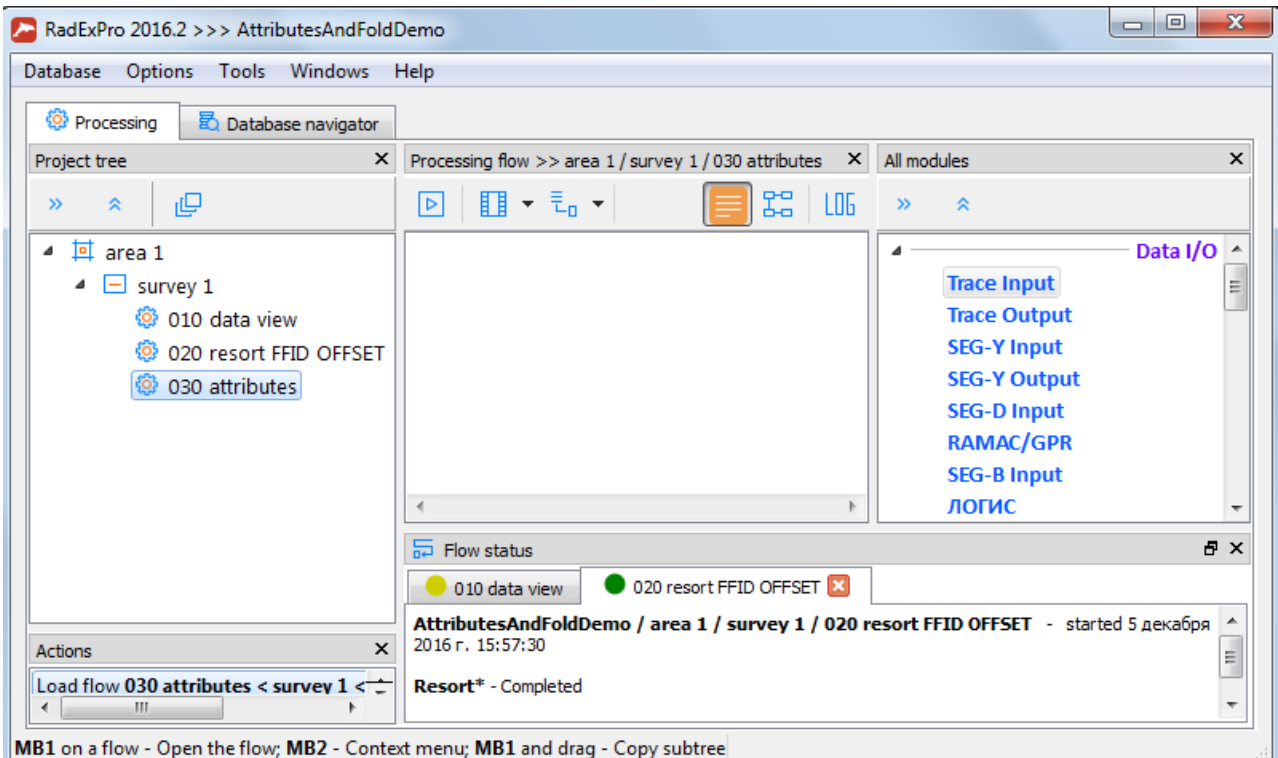 RadExPro 2016.2 >>> AttributesAndFoldDemo
Database Options Tools Windows Help
Processing Database navigator
Project tree
area 1
survey 1
010 data view
020 resort FFID OFFSET
030 attributes
Actions
Load flow 030 attributes < survey 1 <
Processing flow >> area 1 / survey 1 / 030 attributes
LOG
All modules
Data I/O
Trace Input
Trace Output
SEG-Y Input
SEG-Y Output
SEG-D Input
RAMAC/GPR
SEG-B Input
ЛОГИС
Flow status
010 data view 020 resort FFID OFFSET
AttributesAndFoldDemo / area 1 / survey 1 / 020 resort FFID OFFSET - started 5 декабря
2016 г. 15:57:30
Resort* - Completed
MB1 on a flow - Open the flow; MB2 - Context menu; MB1 and drag - Copy subtree